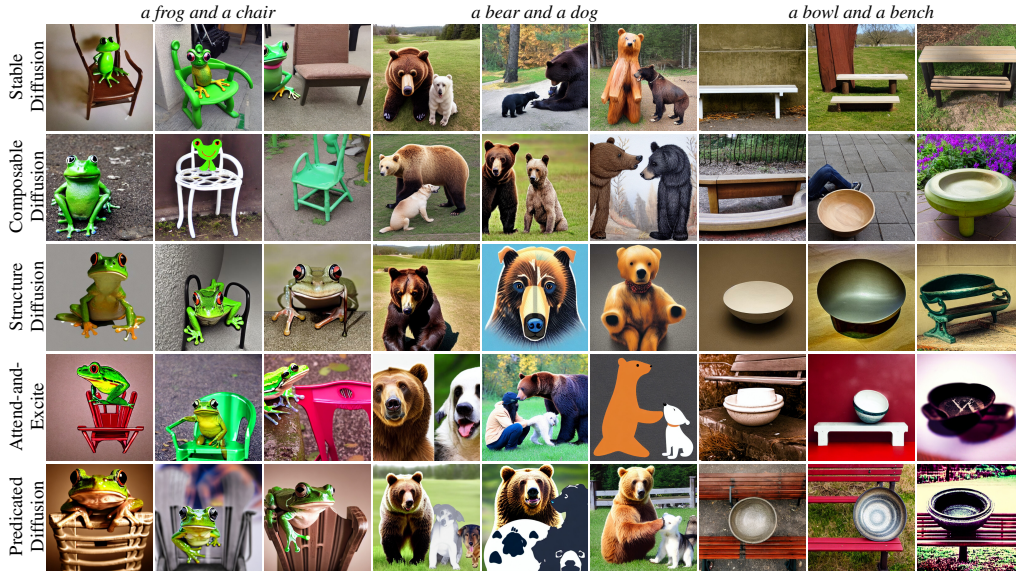 a frog and a chair
a bear and a dog
a bowl and a bench
Stable
Diffusion
Composable
Diffusion
Structure
Diffusion
Attend-and-
Excite
Predicated
Diffusion